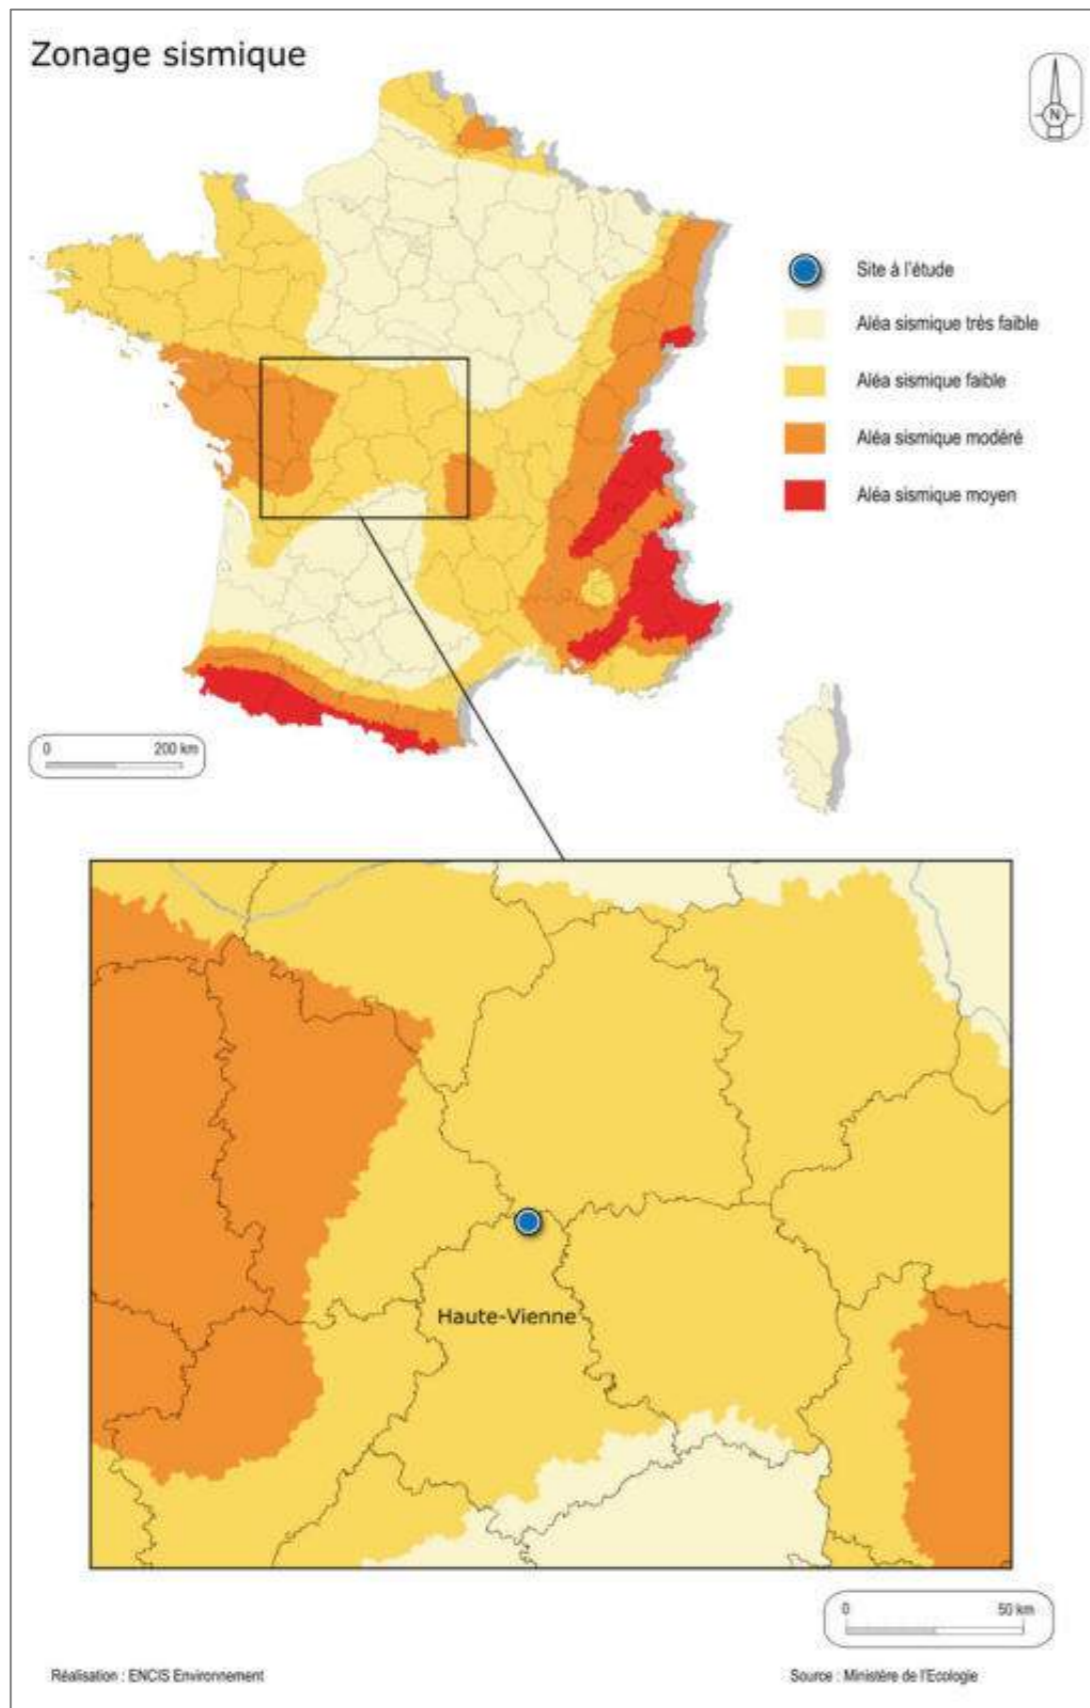 Zonage sismique
N
Site à l'étude
Aléa sismique très faible
Aléa sismique faible
Aléa sismique modéré
Aléa sismique moyen
0 200 km
Haute-Vienne
0 50 km
Réalisation : ENCIS Environnement
Source : Ministère de l'Ecologie